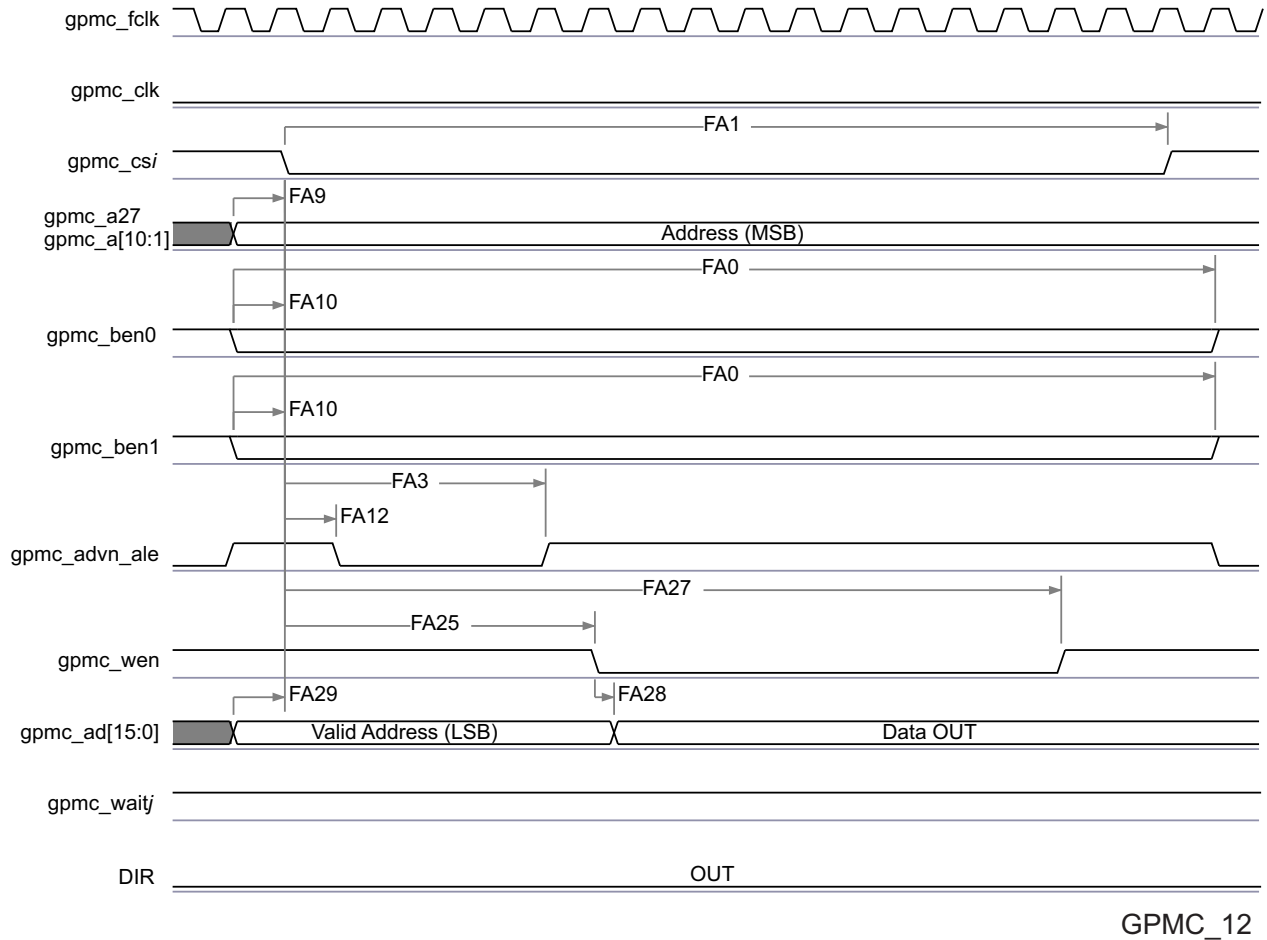 gpmc_fclk
gpmc_clk
FA1
gpmc_csi
FA9
gpmc_a27
gpmc_a[10:1]
Address (MSB)
FA0
FA10
gpmc_ben0
FA0
FA10
gpmc_ben1
FA3
FA12
gpmc_advn_ale
FA27
FA25
gpmc_wen
FA29
FA28
gpmc_ad[15:0]
Valid Address (LSB)
Data OUT
gpmc_waitj
DIR
OUT
GPMC_12